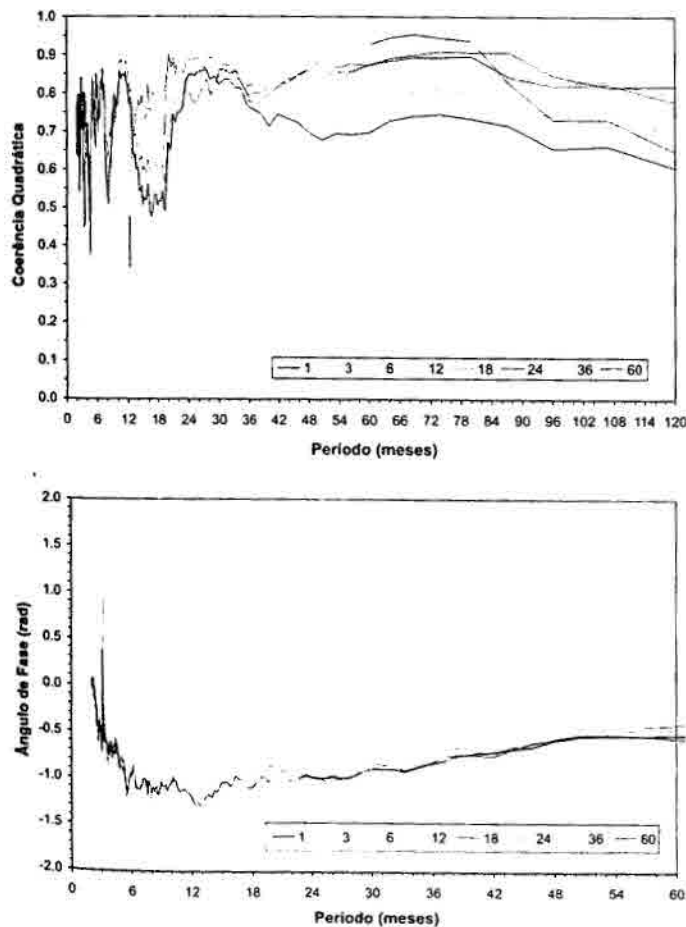 1.0
0.9
0.8
0.7
0.6
0.5
0.4
0.3
0.2
0.1
0.0
Coerência Quadrática
1 3 6 12 18 24 36 60
0 6 12 18 24 30 36 42 48 54 60 66 72 78 84 90 96 102 108 114 120
Período (meses)
2.0
1.5
1.0
0.5
0.0
-0.5
-1.0
-1.5
-2.0
Ângulo de Fase (rad)
1 3 6 12 18 24 36 60
0 6 12 18 24 30 36 42 48 54 60
Período (meses)